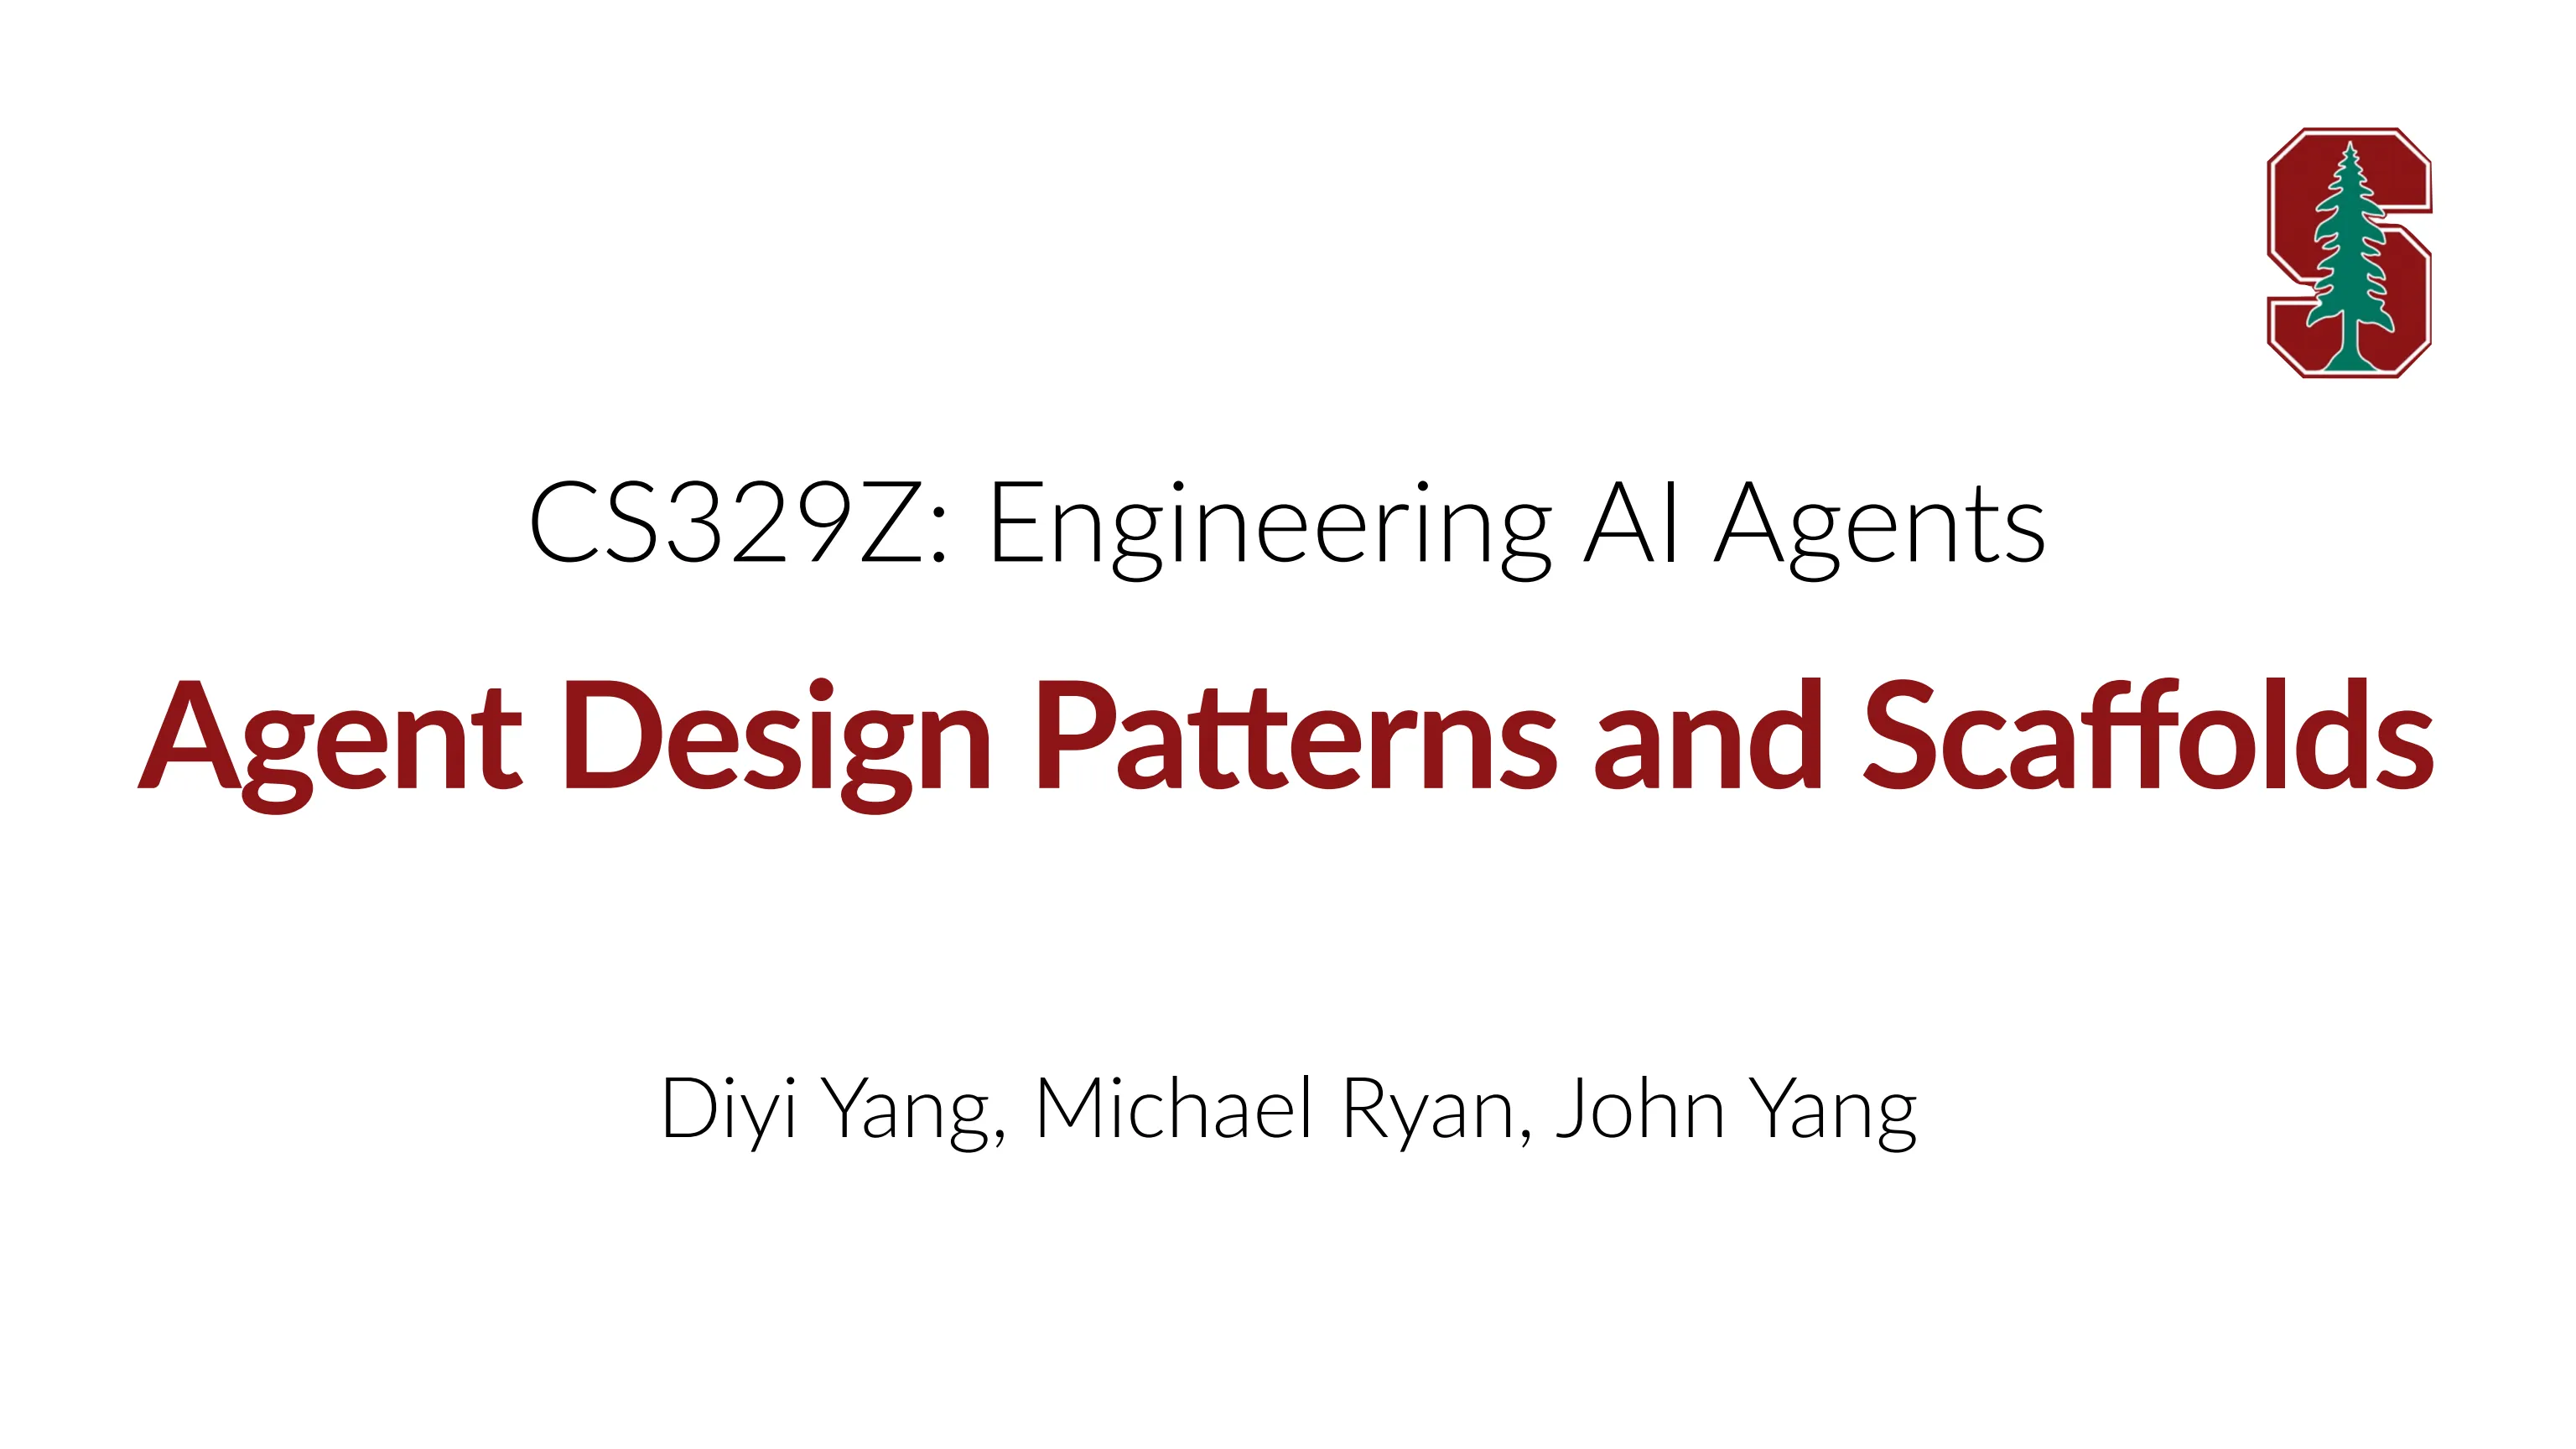 CS329Z: Engineering AI Agents
Agent Design Patterns and Scaffolds
Diyi Yang, Michael Ryan, John Yang